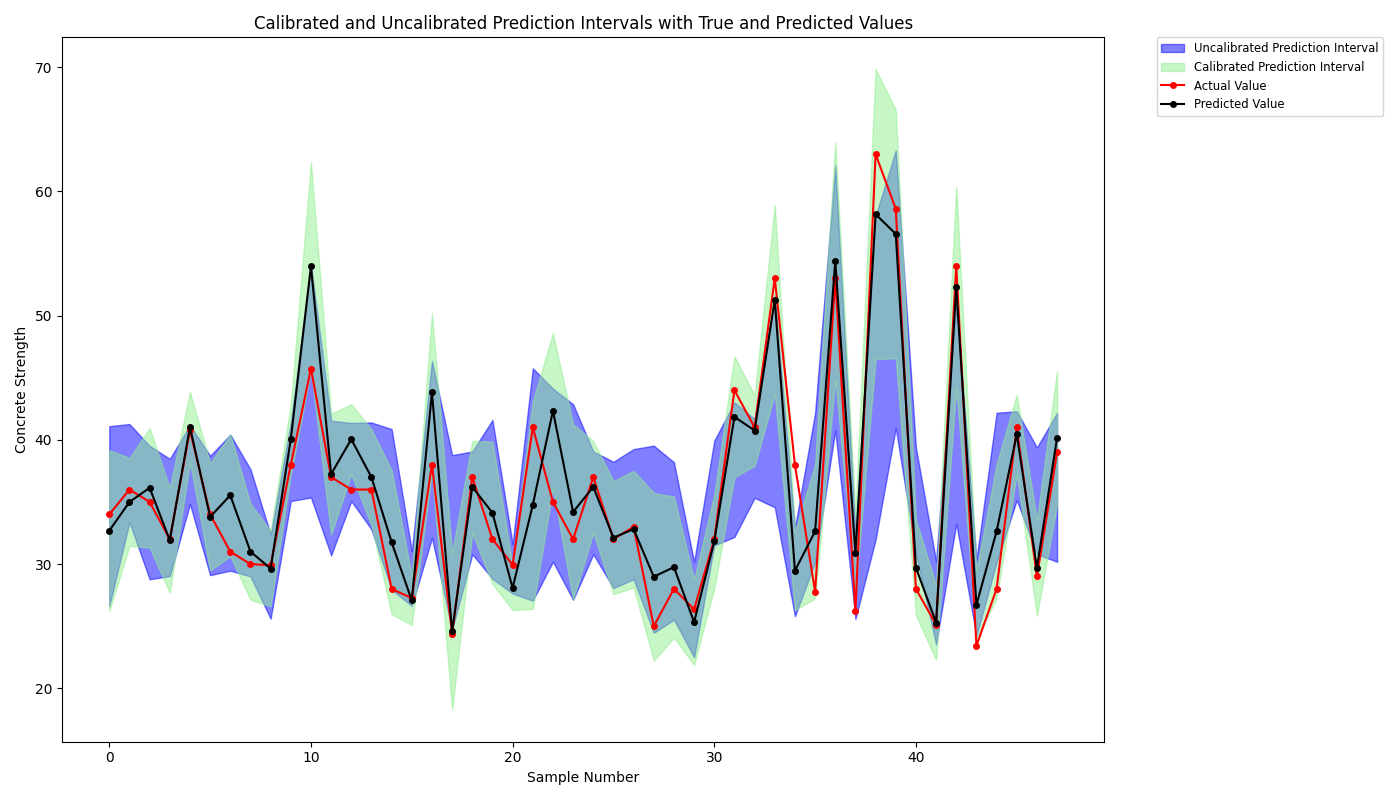 Calibrated and Uncalibrated Prediction Intervals with True and Predicted Values
Uncalibrated Prediction Interval
Calibrated Prediction Interval
Actual Value
Predicted Value
Concrete Strength
70
60
50
40
30
20
0 10 20 30 40
Sample Number